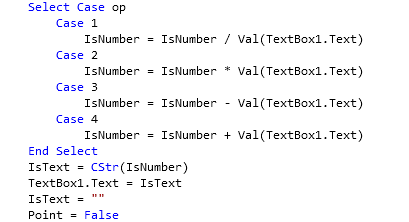 Select Case op
Case 1
IsNumber = IsNumber / Val(TextBox1.Text)
Case 2
IsNumber = IsNumber * Val(TextBox1.Text)
Case 3
IsNumber = IsNumber - Val(TextBox1.Text)
Case 4
IsNumber = IsNumber + Val(TextBox1.Text)
End Select
IsText = CStr(IsNumber)
TextBox1.Text = IsText
IsText = ""
Point = False